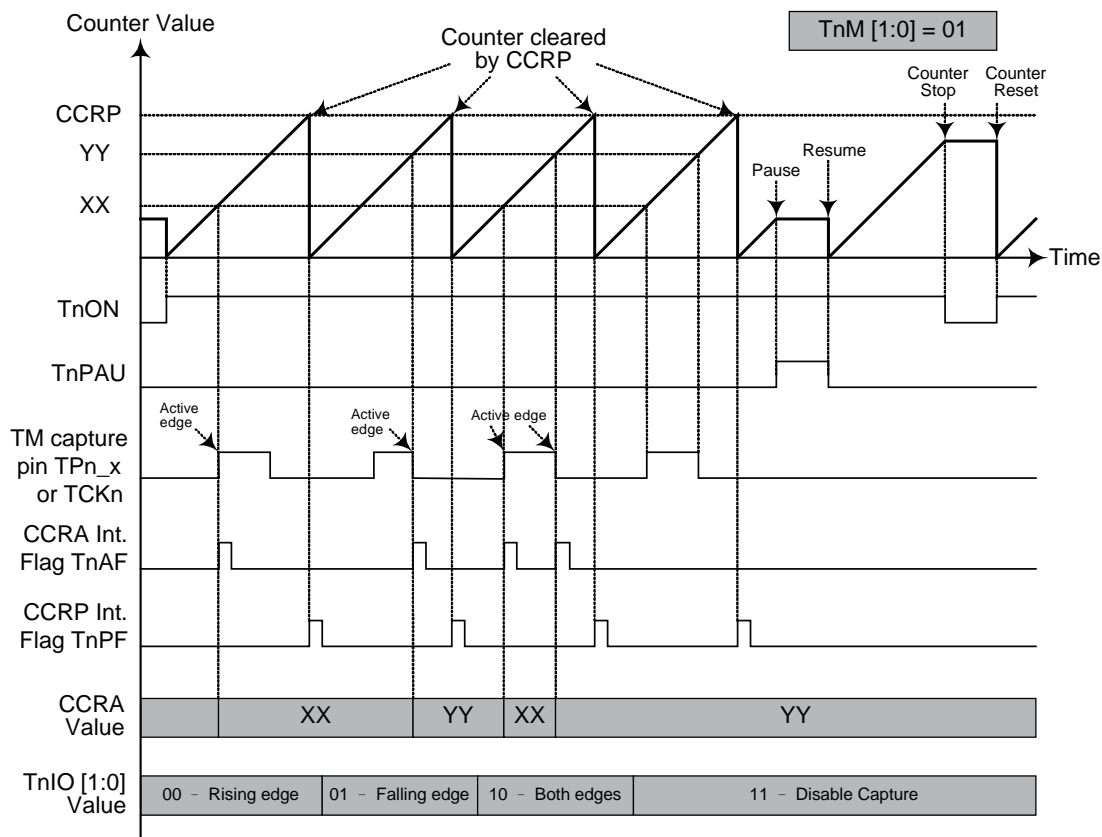 Counter Value
TnM [1:0] = 01
Counter cleared
by CCRP
Counter
Stop
Counter
Reset
CCRP
YY
XX
Pause
Resume
Time
TnON
TnPAU
Active
edge
Active
edge
Active edge
TM capture
pin TPn_x
or TCKn
CCRA Int.
Flag TnAF
CCRP Int.
Flag TnPF
CCRA
Value
XX
YY
XX
YY
TnIO [1:0]
Value
00 - Rising edge
01 - Falling edge
10 - Both edges
11 - Disable Capture